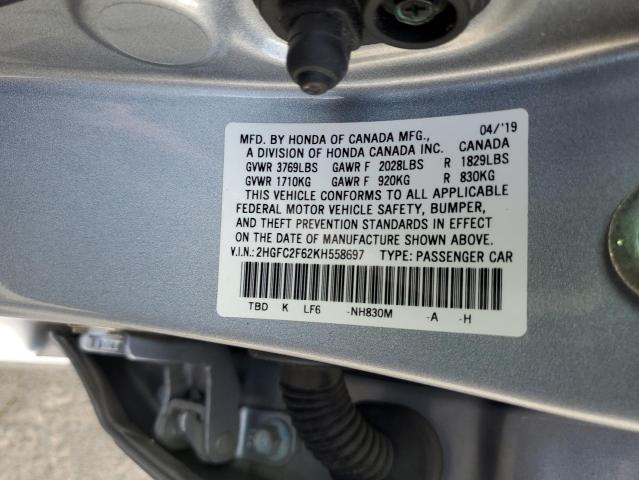 MFD. BY HONDA OF CANADA MFG., 04/'19
A DIVISION OF HONDA CANADA INC. CANADA
GVWR 3769LBS GAWR F 2028LBS R 1829LBS
GVWR 1710KG GAWR F 920KG R 830KG
THIS VEHICLE CONFORMS TO ALL APPLICABLE
FEDERAL MOTOR VEHICLE SAFETY, BUMPER,
AND THEFT PREVENTION STANDARDS IN EFFECT
ON THE DATE OF MANUFACTURE SHOWN ABOVE.
V.I.N.: 2HGFC2F62KH558697 TYPE: PASSENGER CAR
TBD K LF6 -NH830M -A -H